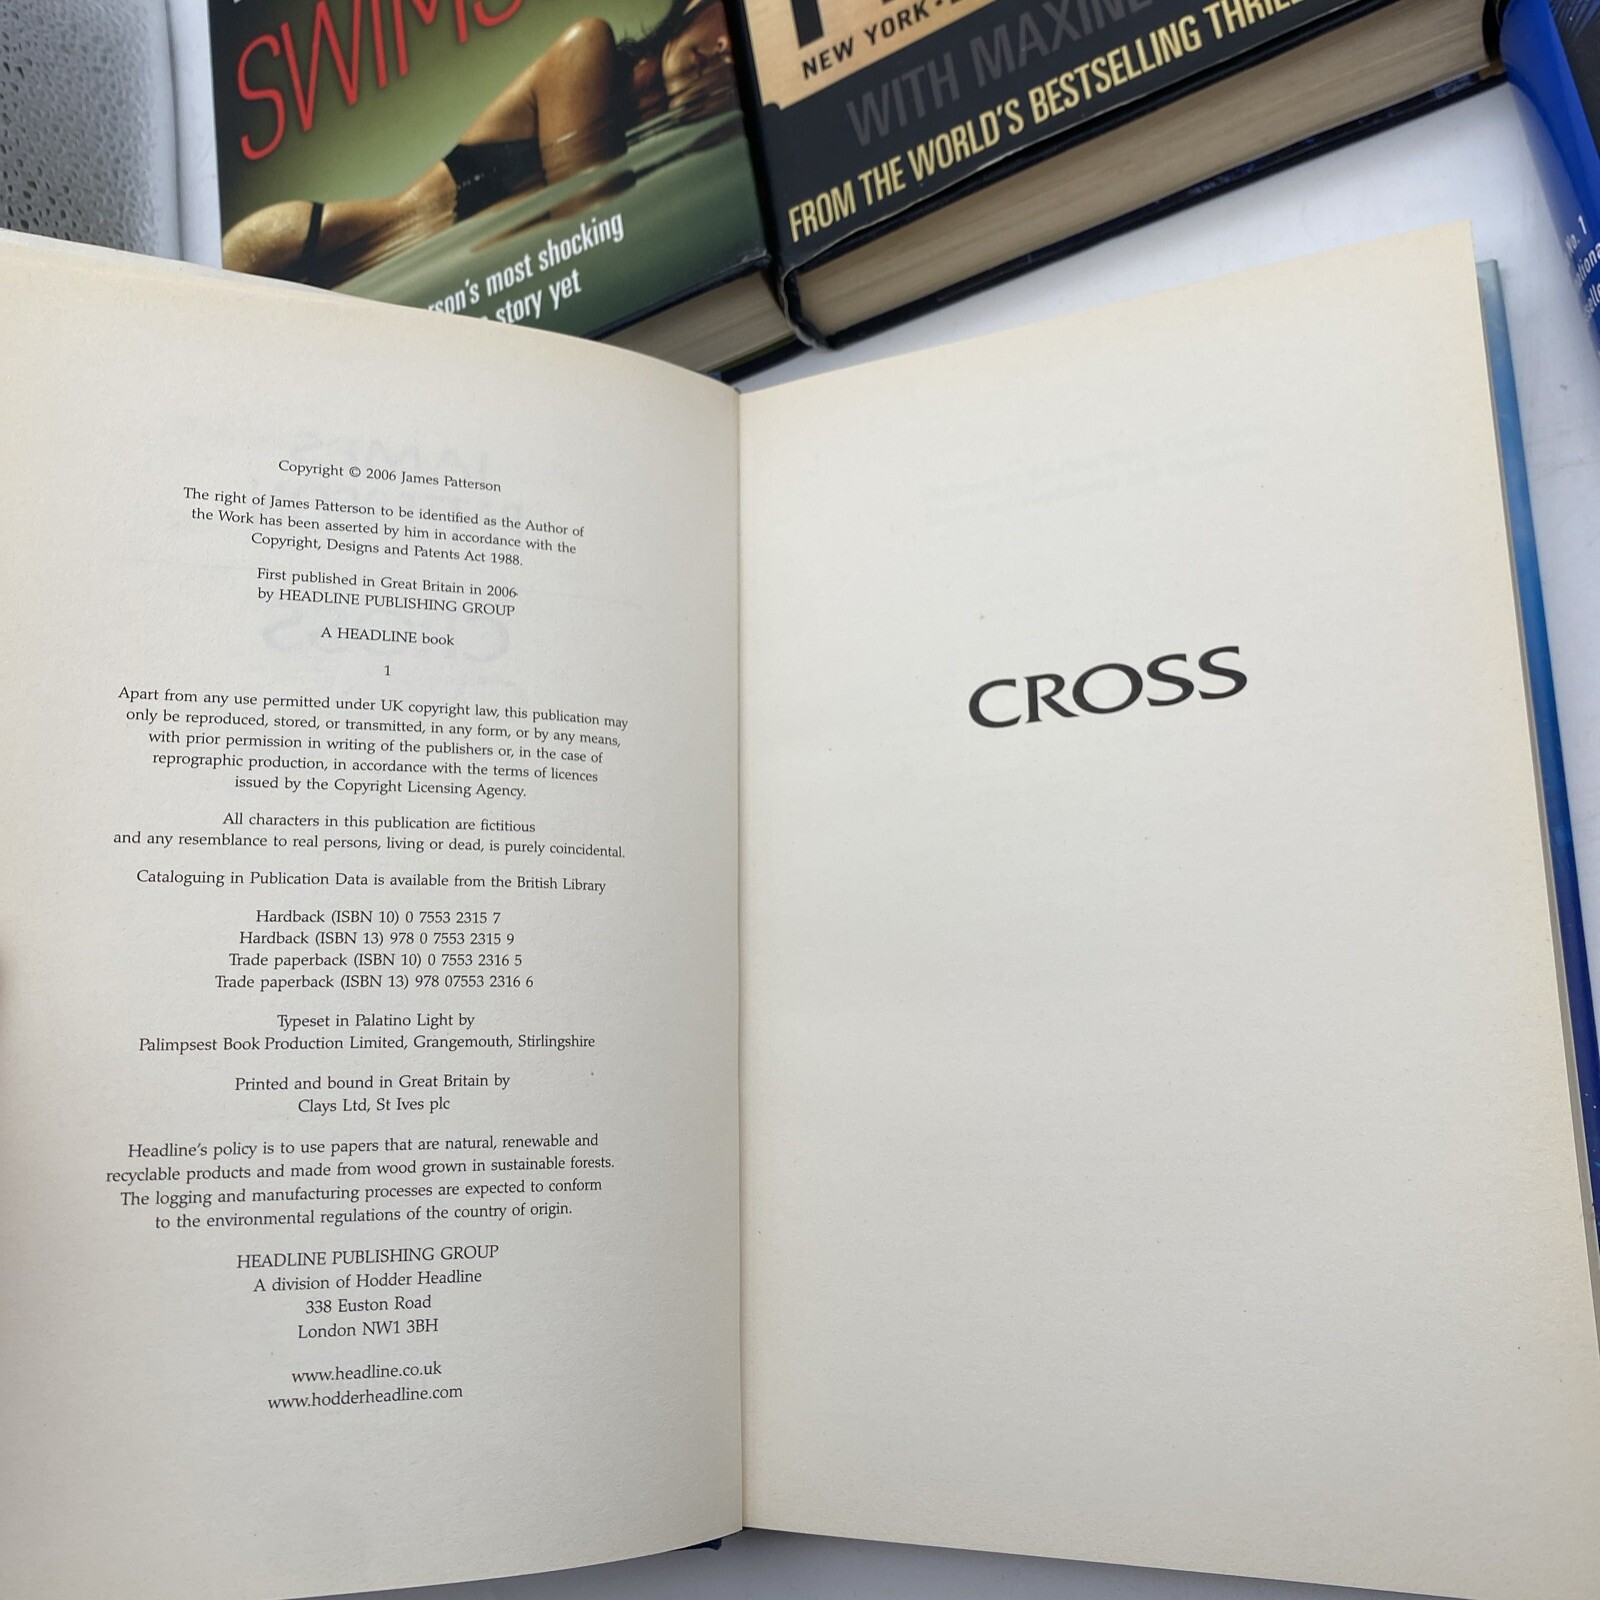 SWIMS
son's most shocking
story yet
NEW YORK
WITH MAXINE
FROM THE WORLD'S BESTSELLING
No. 1
Copyright © 2006 James Patterson
The right of James Patterson to be identified as the Author of
the Work has been asserted by him in accordance with the
Copyright, Designs and Patents Act 1988.
First published in Great Britain in 2006
by HEADLINE PUBLISHING GROUP
A HEADLINE book
1
Apart from any use permitted under UK copyright law, this publication may
only be reproduced, stored, or transmitted, in any form, or by any means,
with prior permission in writing of the publishers or, in the case of
reprographic production, in accordance with the terms of licences
issued by the Copyright Licensing Agency.
All characters in this publication are fictitious
and any resemblance to real persons, living or dead, is purely coincidental.
Cataloguing in Publication Data is available from the British Library
Hardback (ISBN 10) 0 7553 2315 7
Hardback (ISBN 13) 978 0 7553 2315 9
Trade paperback (ISBN 10) 0 7553 2316 5
Trade paperback (ISBN 13) 978 07553 2316 6
Typeset in Palatino Light by
Palimpsest Book Production Limited, Grangemouth, Stirlingshire
Printed and bound in Great Britain by
Clays Ltd, St Ives plc
Headline's policy is to use papers that are natural, renewable and
recyclable products and made from wood grown in sustainable forests.
The logging and manufacturing processes are expected to conform
to the environmental regulations of the country of origin.
HEADLINE PUBLISHING GROUP
A division of Hodder Headline
338 Euston Road
London NW1 3BH
www.headline.co.uk
www.hodderheadline.com
CROSS